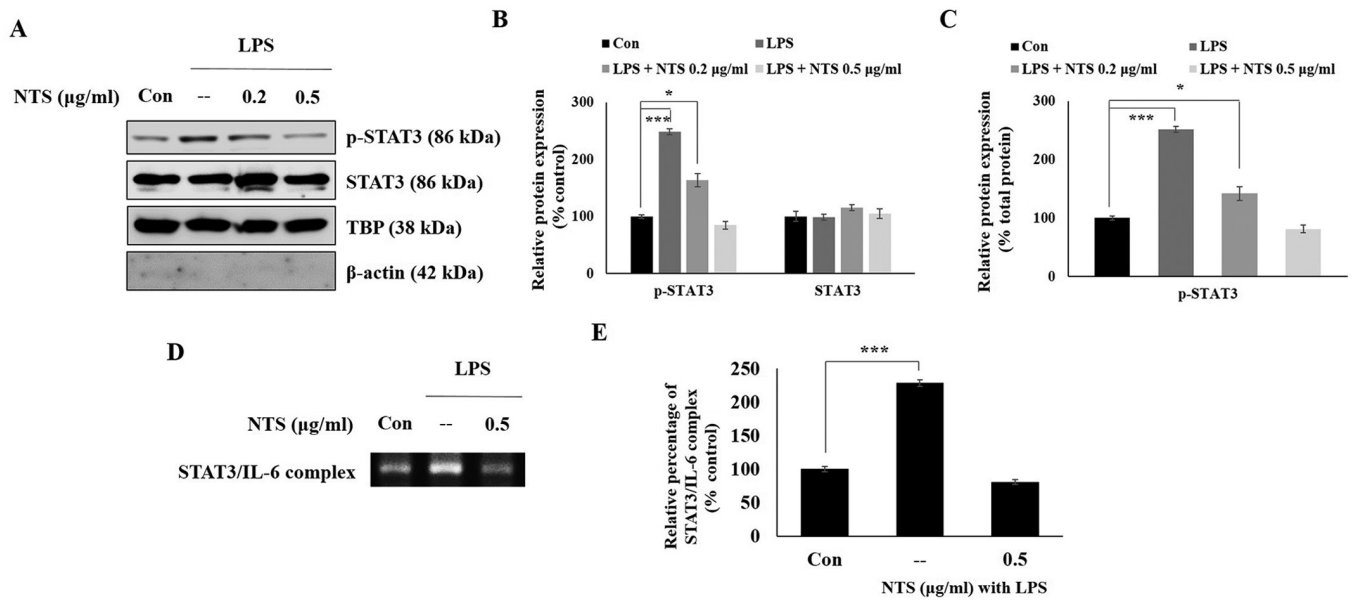 A
LPS
NTS (μg/ml) Con -- 0.2 0.5
p-STAT3 (86 kDa)
STAT3 (86 kDa)
TBP (38 kDa)
β-actin (42 kDa)
B
Con LPS
LPS + NTS 0.2 μg/ml LPS + NTS 0.5 μg/ml
Relative protein expression
(% control)
300
200
100
0
*
***
p-STAT3 STAT3
C
Con LPS
LPS + NTS 0.2 μg/ml LPS + NTS 0.5 μg/ml
Relative protein expression
(% total protein)
300
200
100
0
*
***
p-STAT3
D
LPS
NTS (μg/ml) Con -- 0.5
STAT3/IL-6 complex
E
Relative percentage of
STAT3/IL-6 complex
(% control)
250
200
150
100
50
0
***
Con -- 0.5
NTS (μg/ml) with LPS